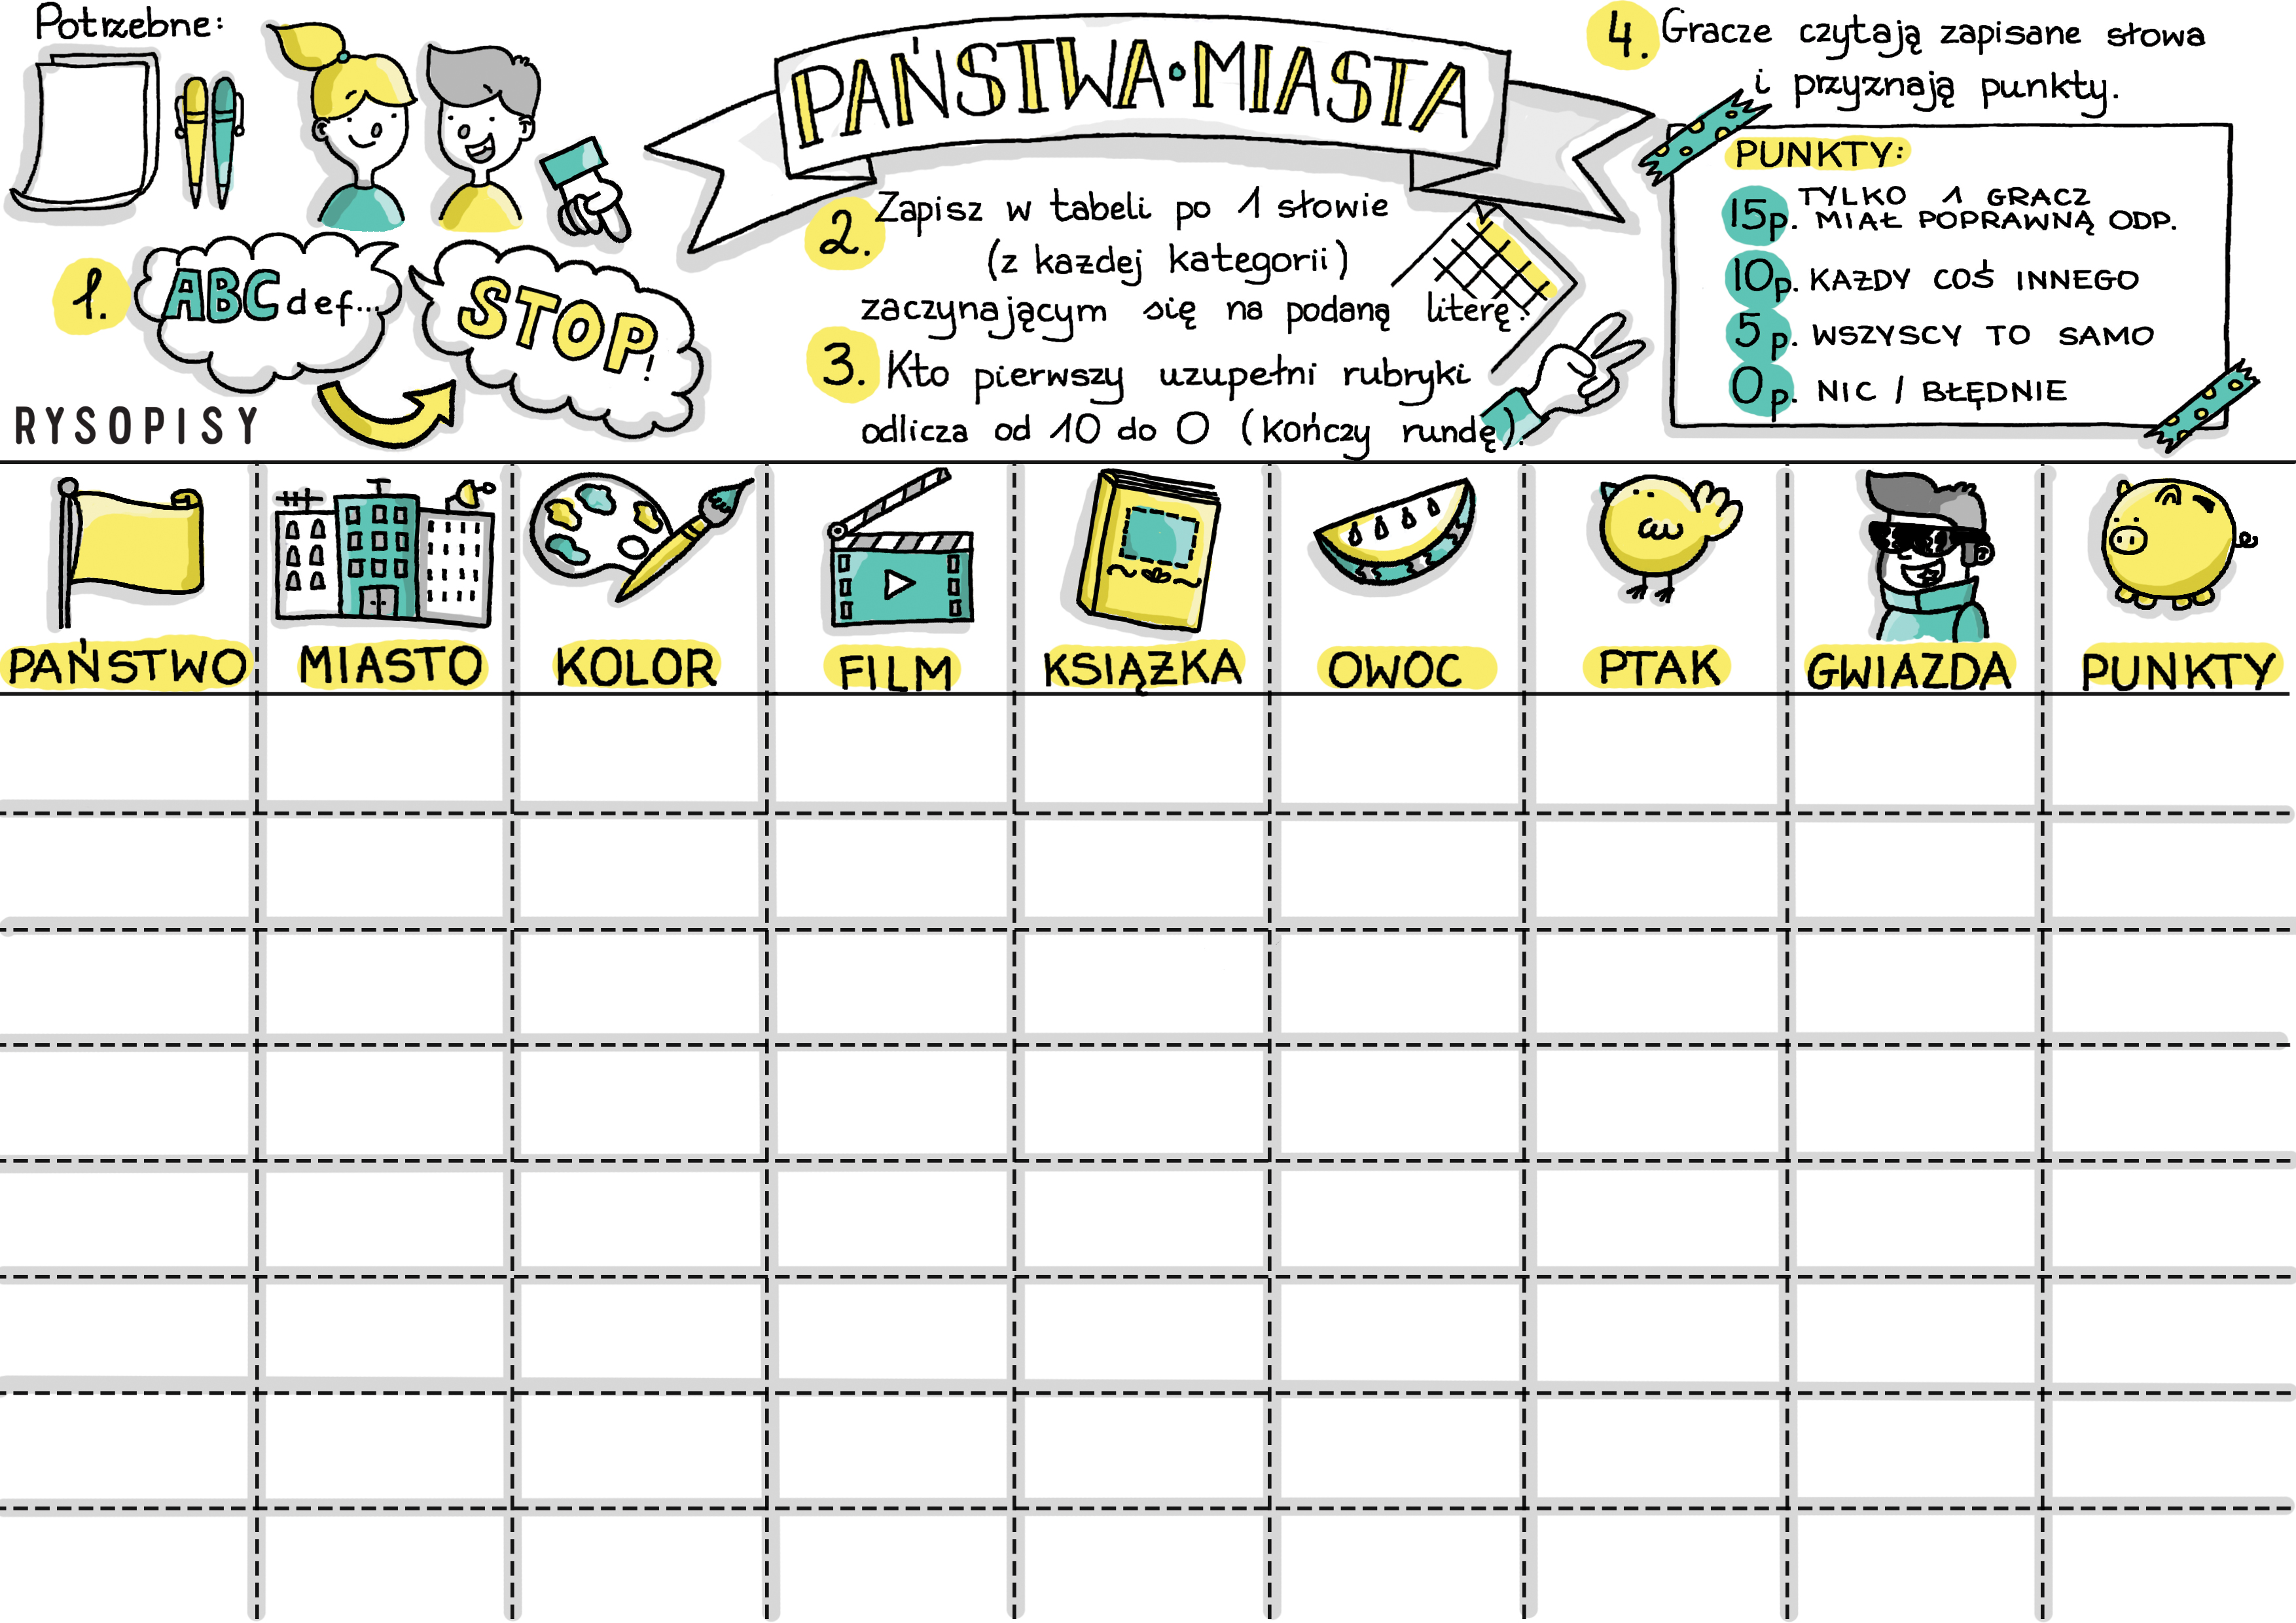 Potrzebne:
1.
ABC def...
STOP!
RYSOPISY
PAŃSTWA•MIASTA
2. Zapisz w tabeli po 1 słowie
(z każdej kategorii)
zaczynającym się na podaną literę.
3. Kto pierwszy uzupełni rubryki
odlicza od 10 do 0 (kończy rundę).
4. Gracze czytają zapisane słowa
i przyznają punkty.
PUNKTY:
15p. TYLKO 1 GRACZ
MIAŁ POPRAWNĄ ODP.
10p. KAŻDY COŚ INNEGO
5p. WSZYSCY TO SAMO
0p. NIC / BŁĘDNIE
PAŃSTWO MIASTO KOLOR FILM KSIĄŻKA OWOC PTAK GWIAZDA PUNKTY